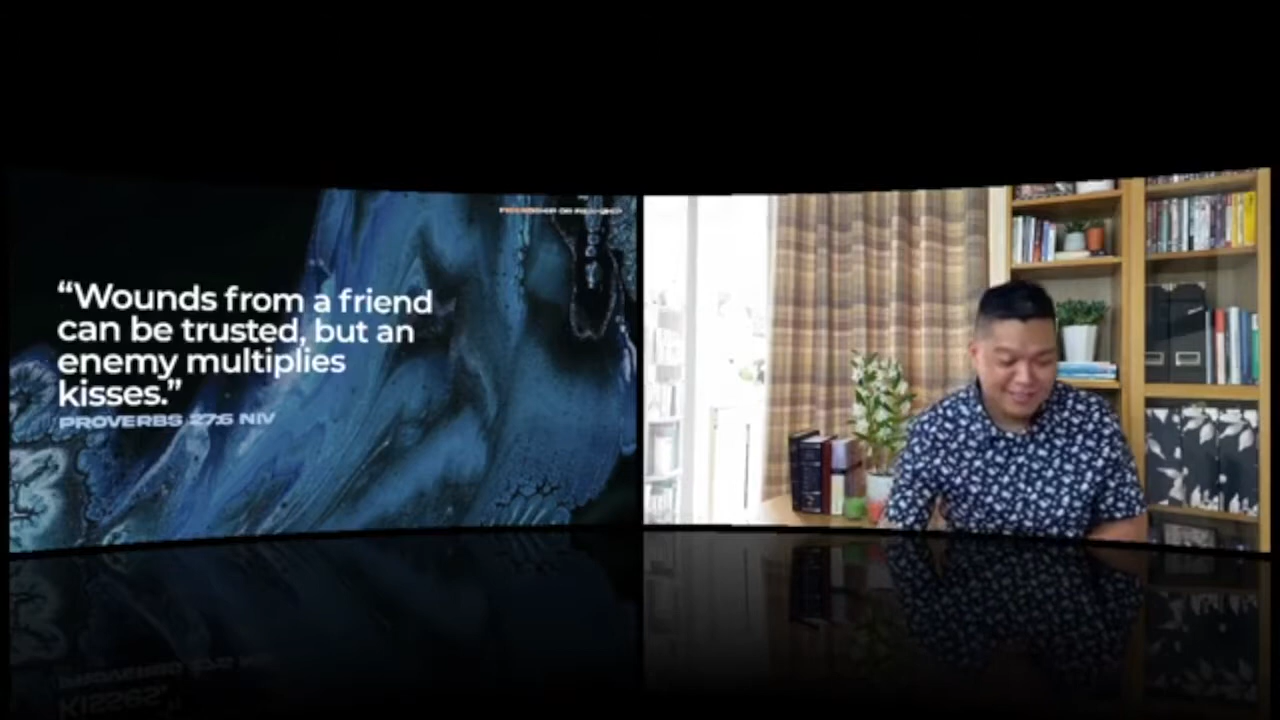 “Wounds from a friend
can be trusted, but an
enemy multiplies
kisses.”
PROVERBS 27:6 NIV